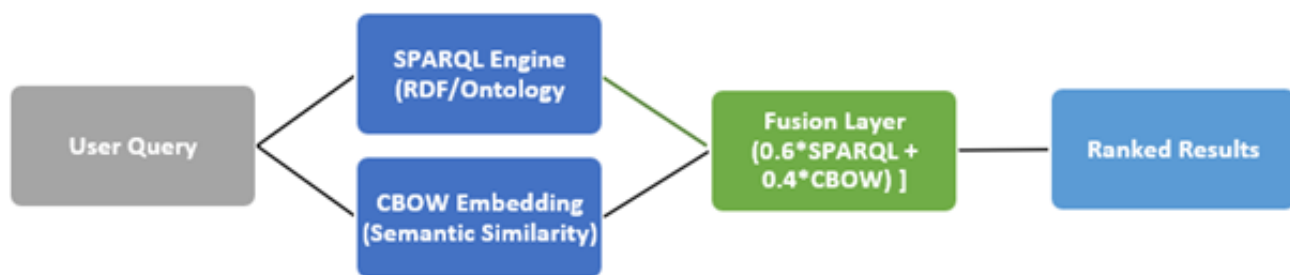 User Query
SPARQL Engine
(RDF/Ontology
CBOW Embedding
(Semantic Similarity)
Fusion Layer
(0.6*SPARQL +
0.4*CBOW) ]
Ranked Results